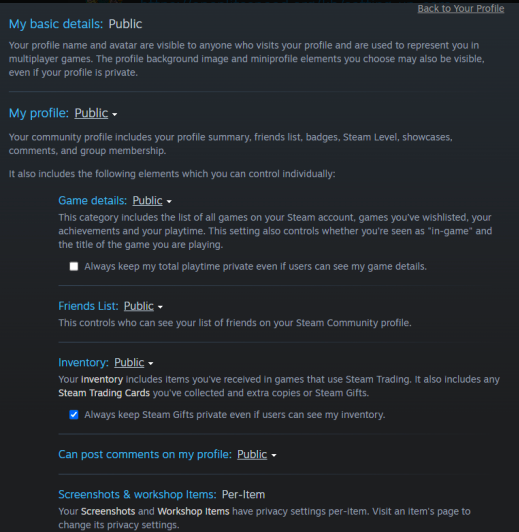 Back to Your Profile
My basic details: Public
Your profile name and avatar are visible to anyone who visits your profile and are used to represent you in
multiplayer games. The profile background image and miniprofile elements you choose may also be visible,
even if your profile is private.
My profile: Public
Your community profile includes your profile summary, friends list, badges, Steam Level, showcases,
comments, and group membership.
It also includes the following elements which you can control individually:
Game details: Public
This category includes the list of all games on your Steam account, games you've wishlisted, your
achievements and your playtime. This setting also controls whether you're seen as "in-game" and
the title of the game you are playing.
Always keep my total playtime private even if users can see my game details.
Friends List: Public
This controls who can see your list of friends on your Steam Community profile.
Inventory: Public
Your inventory includes items you've received in games that use Steam Trading. It also includes any
Steam Trading Cards you've collected and extra copies or Steam Gifts.
Always keep Steam Gifts private even if users can see my inventory.
Can post comments on my profile: Public
Screenshots & workshop Items: Per-Item
Your Screenshots and Workshop Items have privacy settings per-item. Visit an item's page to
change its privacy settings.